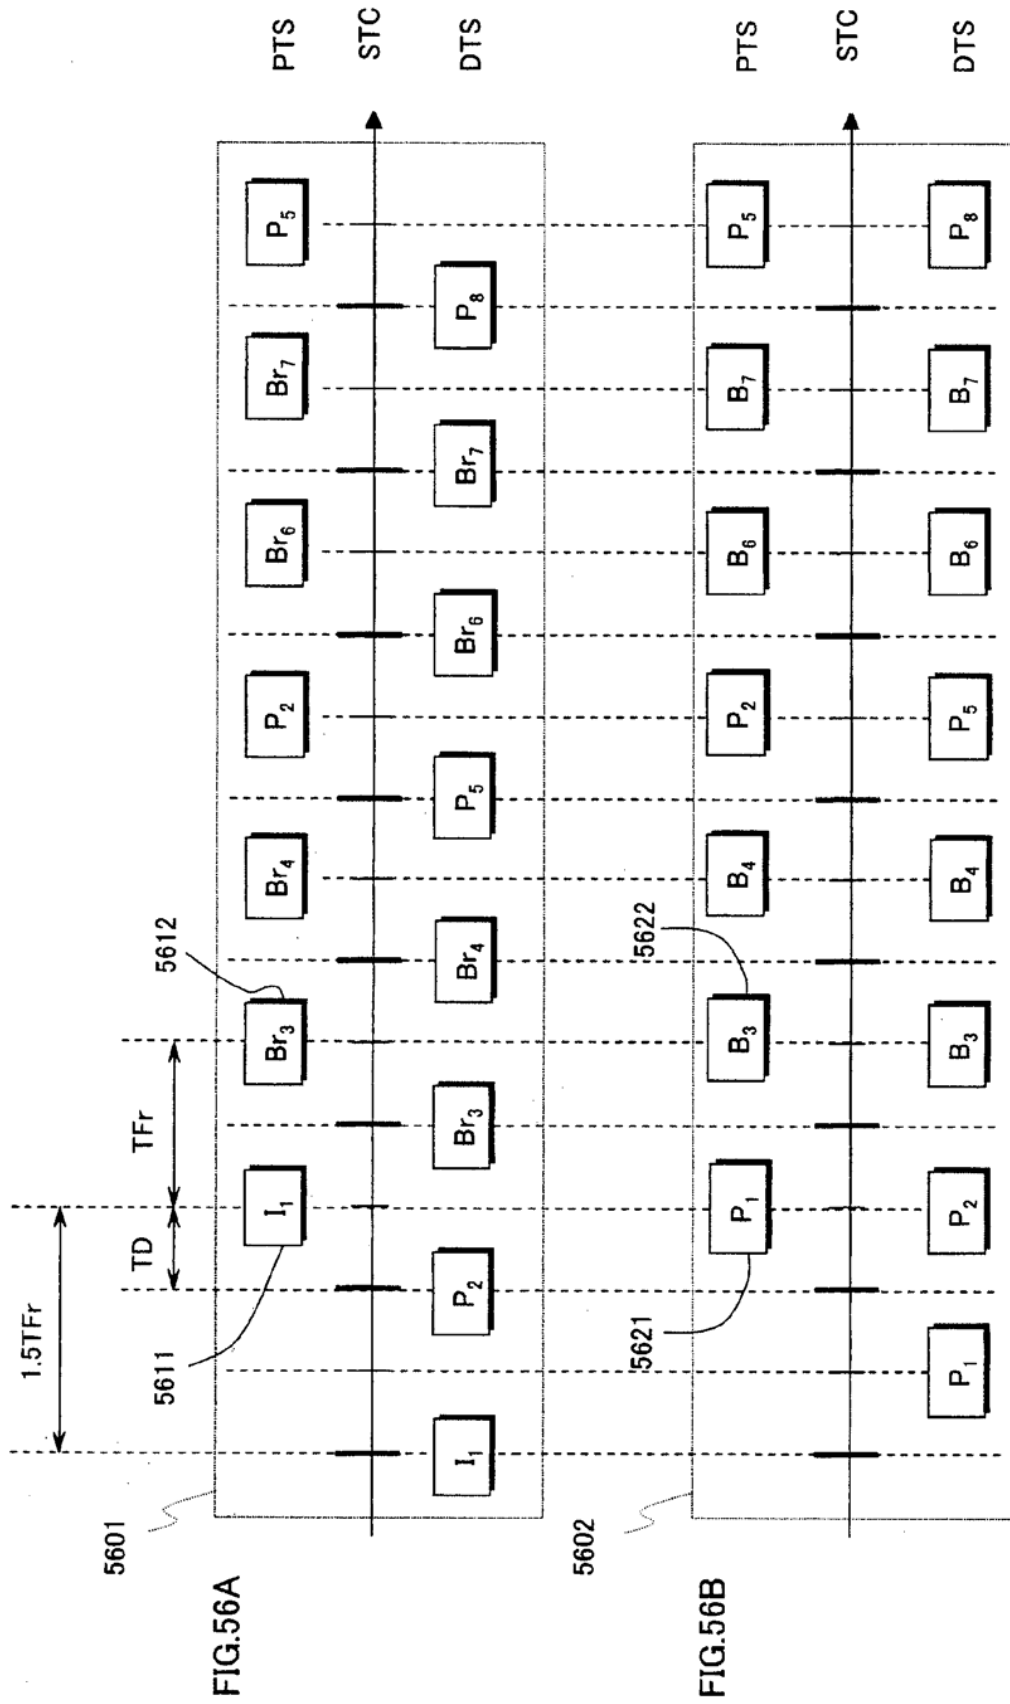 FIG.56A
5601
1.5TFr
TD
TFr
5611
5612
I₁ Br₃ Br₄ P₂ Br₆ Br₇ P₅ PTS
STC
I₁ P₂ Br₃ Br₄ P₅ Br₆ Br₇ P₈ DTS
FIG.56B
5602
5621
5622
P₁ B₃ B₄ P₂ B₆ B₇ P₅ PTS
STC
P₁ P₂ B₃ B₄ P₅ B₆ B₇ P₈ DTS